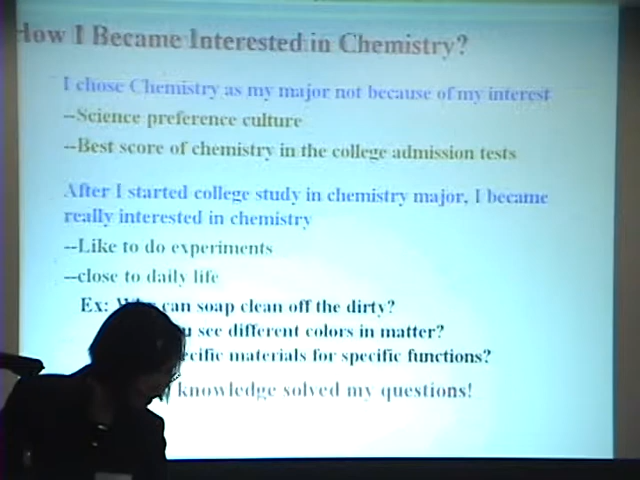 How I Became Interested in Chemistry?
I chose Chemistry as my major not because of my interest
--Science preference culture
--Best score of chemistry in the college admission tests
After I started college study in chemistry major, I became
really interested in chemistry
--Like to do experiments
--close to daily life
Ex: Why can soap clean off the dirty?
see different colors in matter?
materials for specific functions?
knowledge solved my questions!